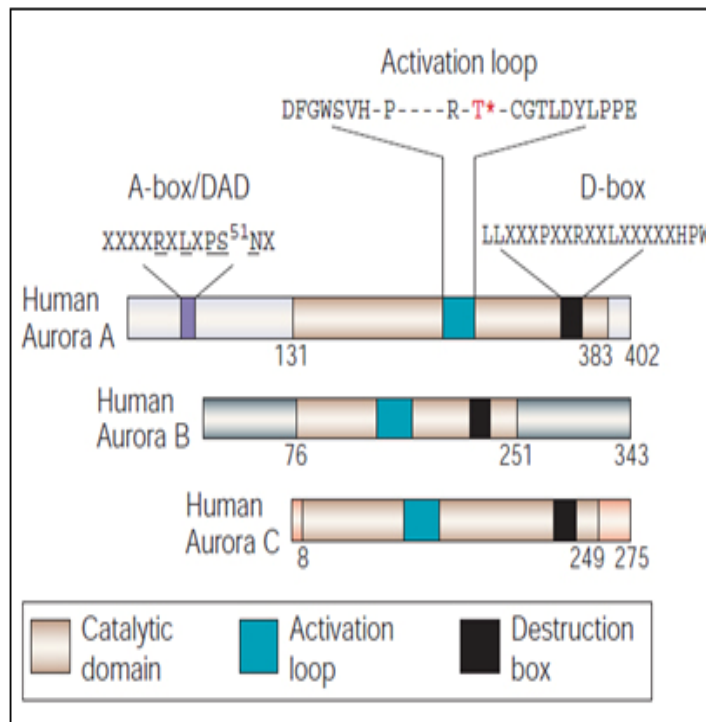 Activation loop
DFGWSVH-P----R-T*-CGTLDYLPPE
A-box/DAD
D-box
XXXXRXLXPS51NX
LLXXXPXXRXXLXXXXXHPW
Human
Aurora A
131
383
402
Human
Aurora B
76
251
343
Human
Aurora C
8
249
275
Catalytic
domain
Activation
loop
Destruction
box